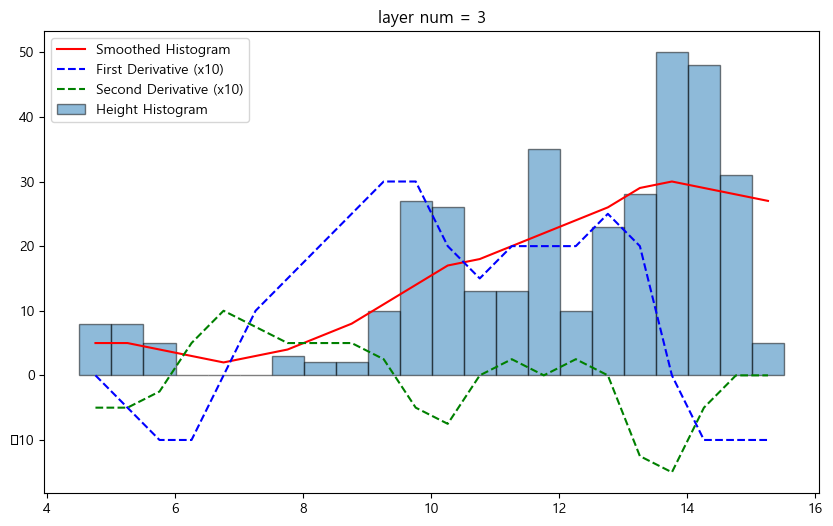 layer num = 3
Smoothed Histogram
First Derivative (x10)
Second Derivative (x10)
Height Histogram
50
40
30
20
10
0
□10
4 6 8 10 12 14 16